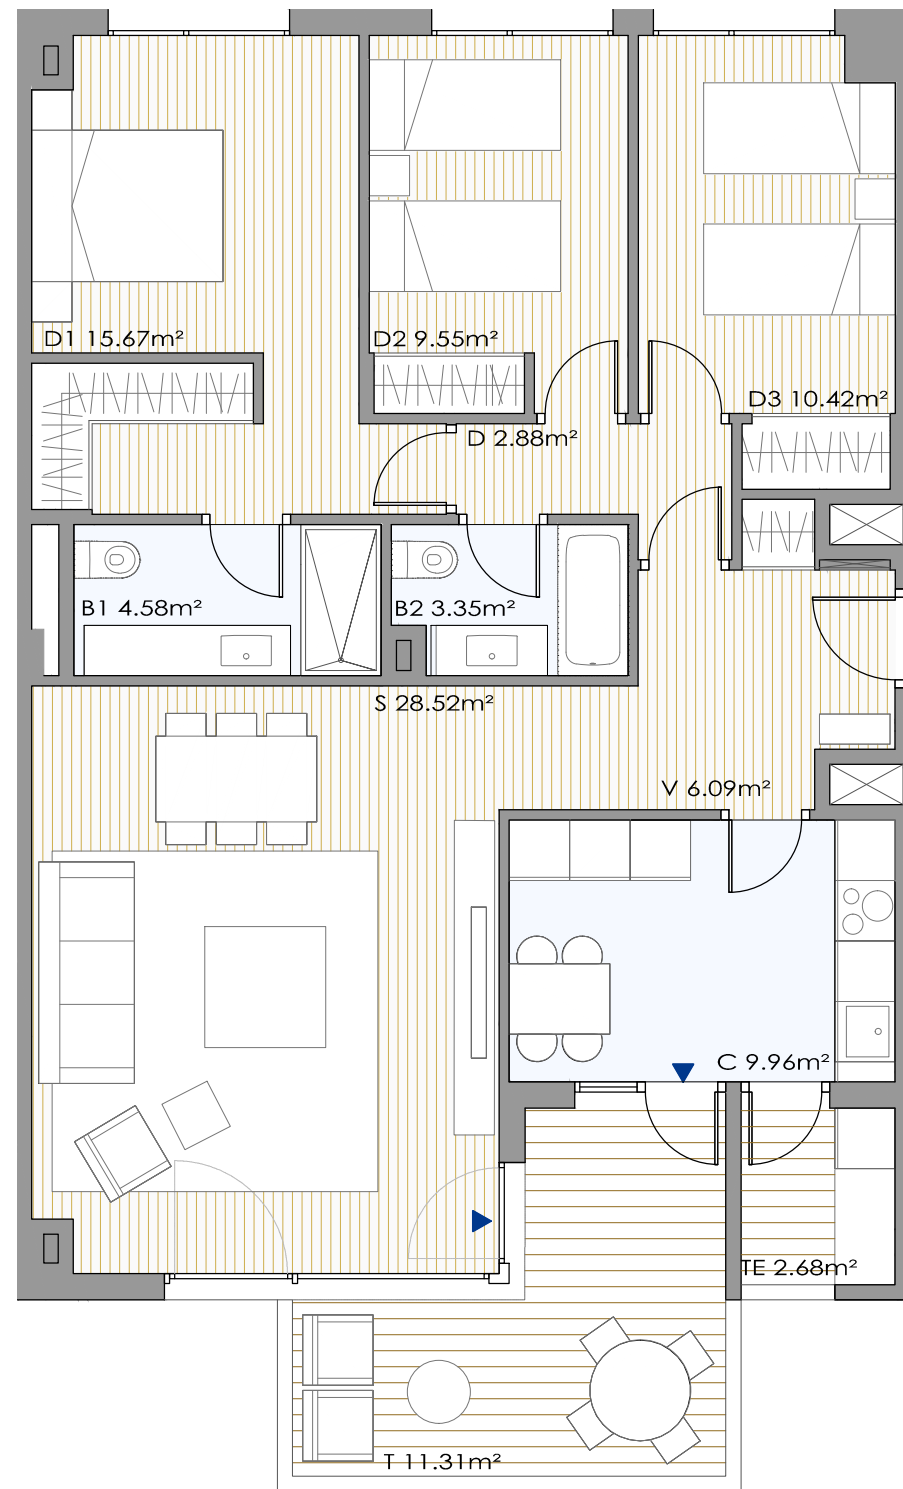 D1 15.67m²
D2 9.55m²
D3 10.42m²
D 2.88m²
B1 4.58m²
B2 3.35m²
S 28.52m²
V 6.09m²
C 9.96m²
TE 2.68m²
T 11.31m²